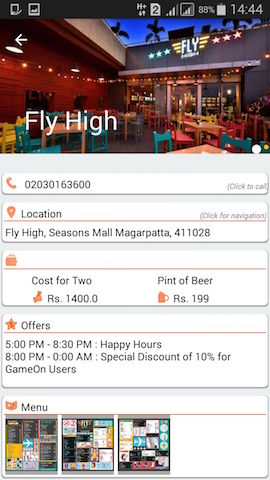 H+
2
88%
14:44
FLY
HIGH
Fly High
02030163600
(Click to call)
Location
(Click for navigation)
Fly High, Seasons Mall Magarpatta, 411028
Cost for Two
Pint of Beer
Rs. 1400.0
Rs. 199
Offers
5:00 PM - 8:30 PM : Happy Hours
8:00 PM - 0:00 AM : Special Discount of 10% for
GameOn Users
Menu
FLY